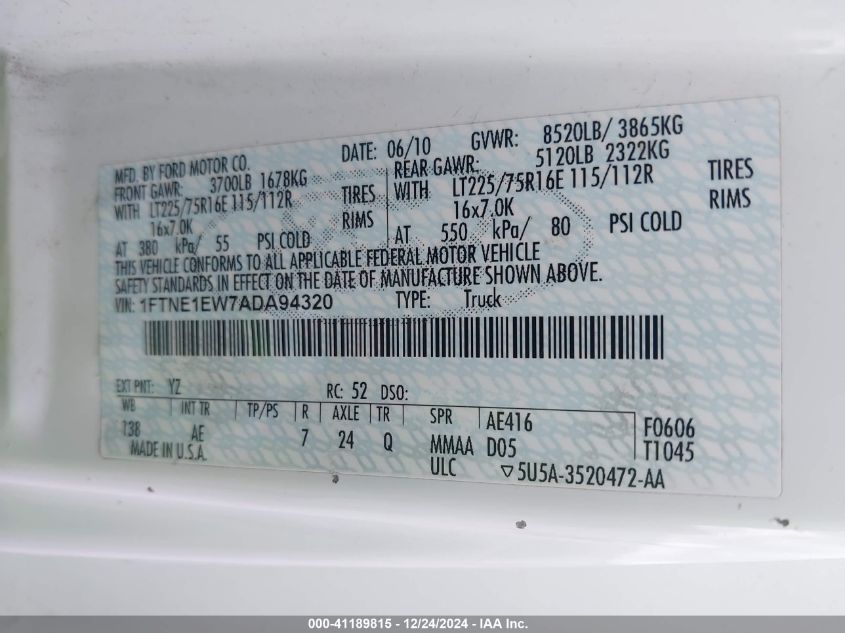 MFD. BY FORD MOTOR CO. DATE: 06/10 GVWR: 8520LB/ 3865KG
FRONT GAWR: 3700LB 1678KG REAR GAWR: 5120LB 2322KG
WITH LT225/75R16E 115/112R TIRES WITH LT225/75R16E 115/112R TIRES
16x7.0K RIMS 16x7.0K RIMS
AT 380 kPa/ 55 PSI COLD AT 550 kPa/ 80 PSI COLD
THIS VEHICLE CONFORMS TO ALL APPLICABLE FEDERAL MOTOR VEHICLE
SAFETY STANDARDS IN EFFECT ON THE DATE OF MANUFACTURE SHOWN ABOVE.
VIN: 1FTNE1EW7ADA94320 TYPE: Truck
EXT PNT: YZ RC: 52 DSO:
WB INT TR TP/PS R AXLE TR SPR AE416 F0606
138 AE 7 24 Q MMAA D05 T1045
MADE IN U.S.A. ULC ▽5U5A-3520472-AA
000-41189815 - 12/24/2024 - IAA Inc.